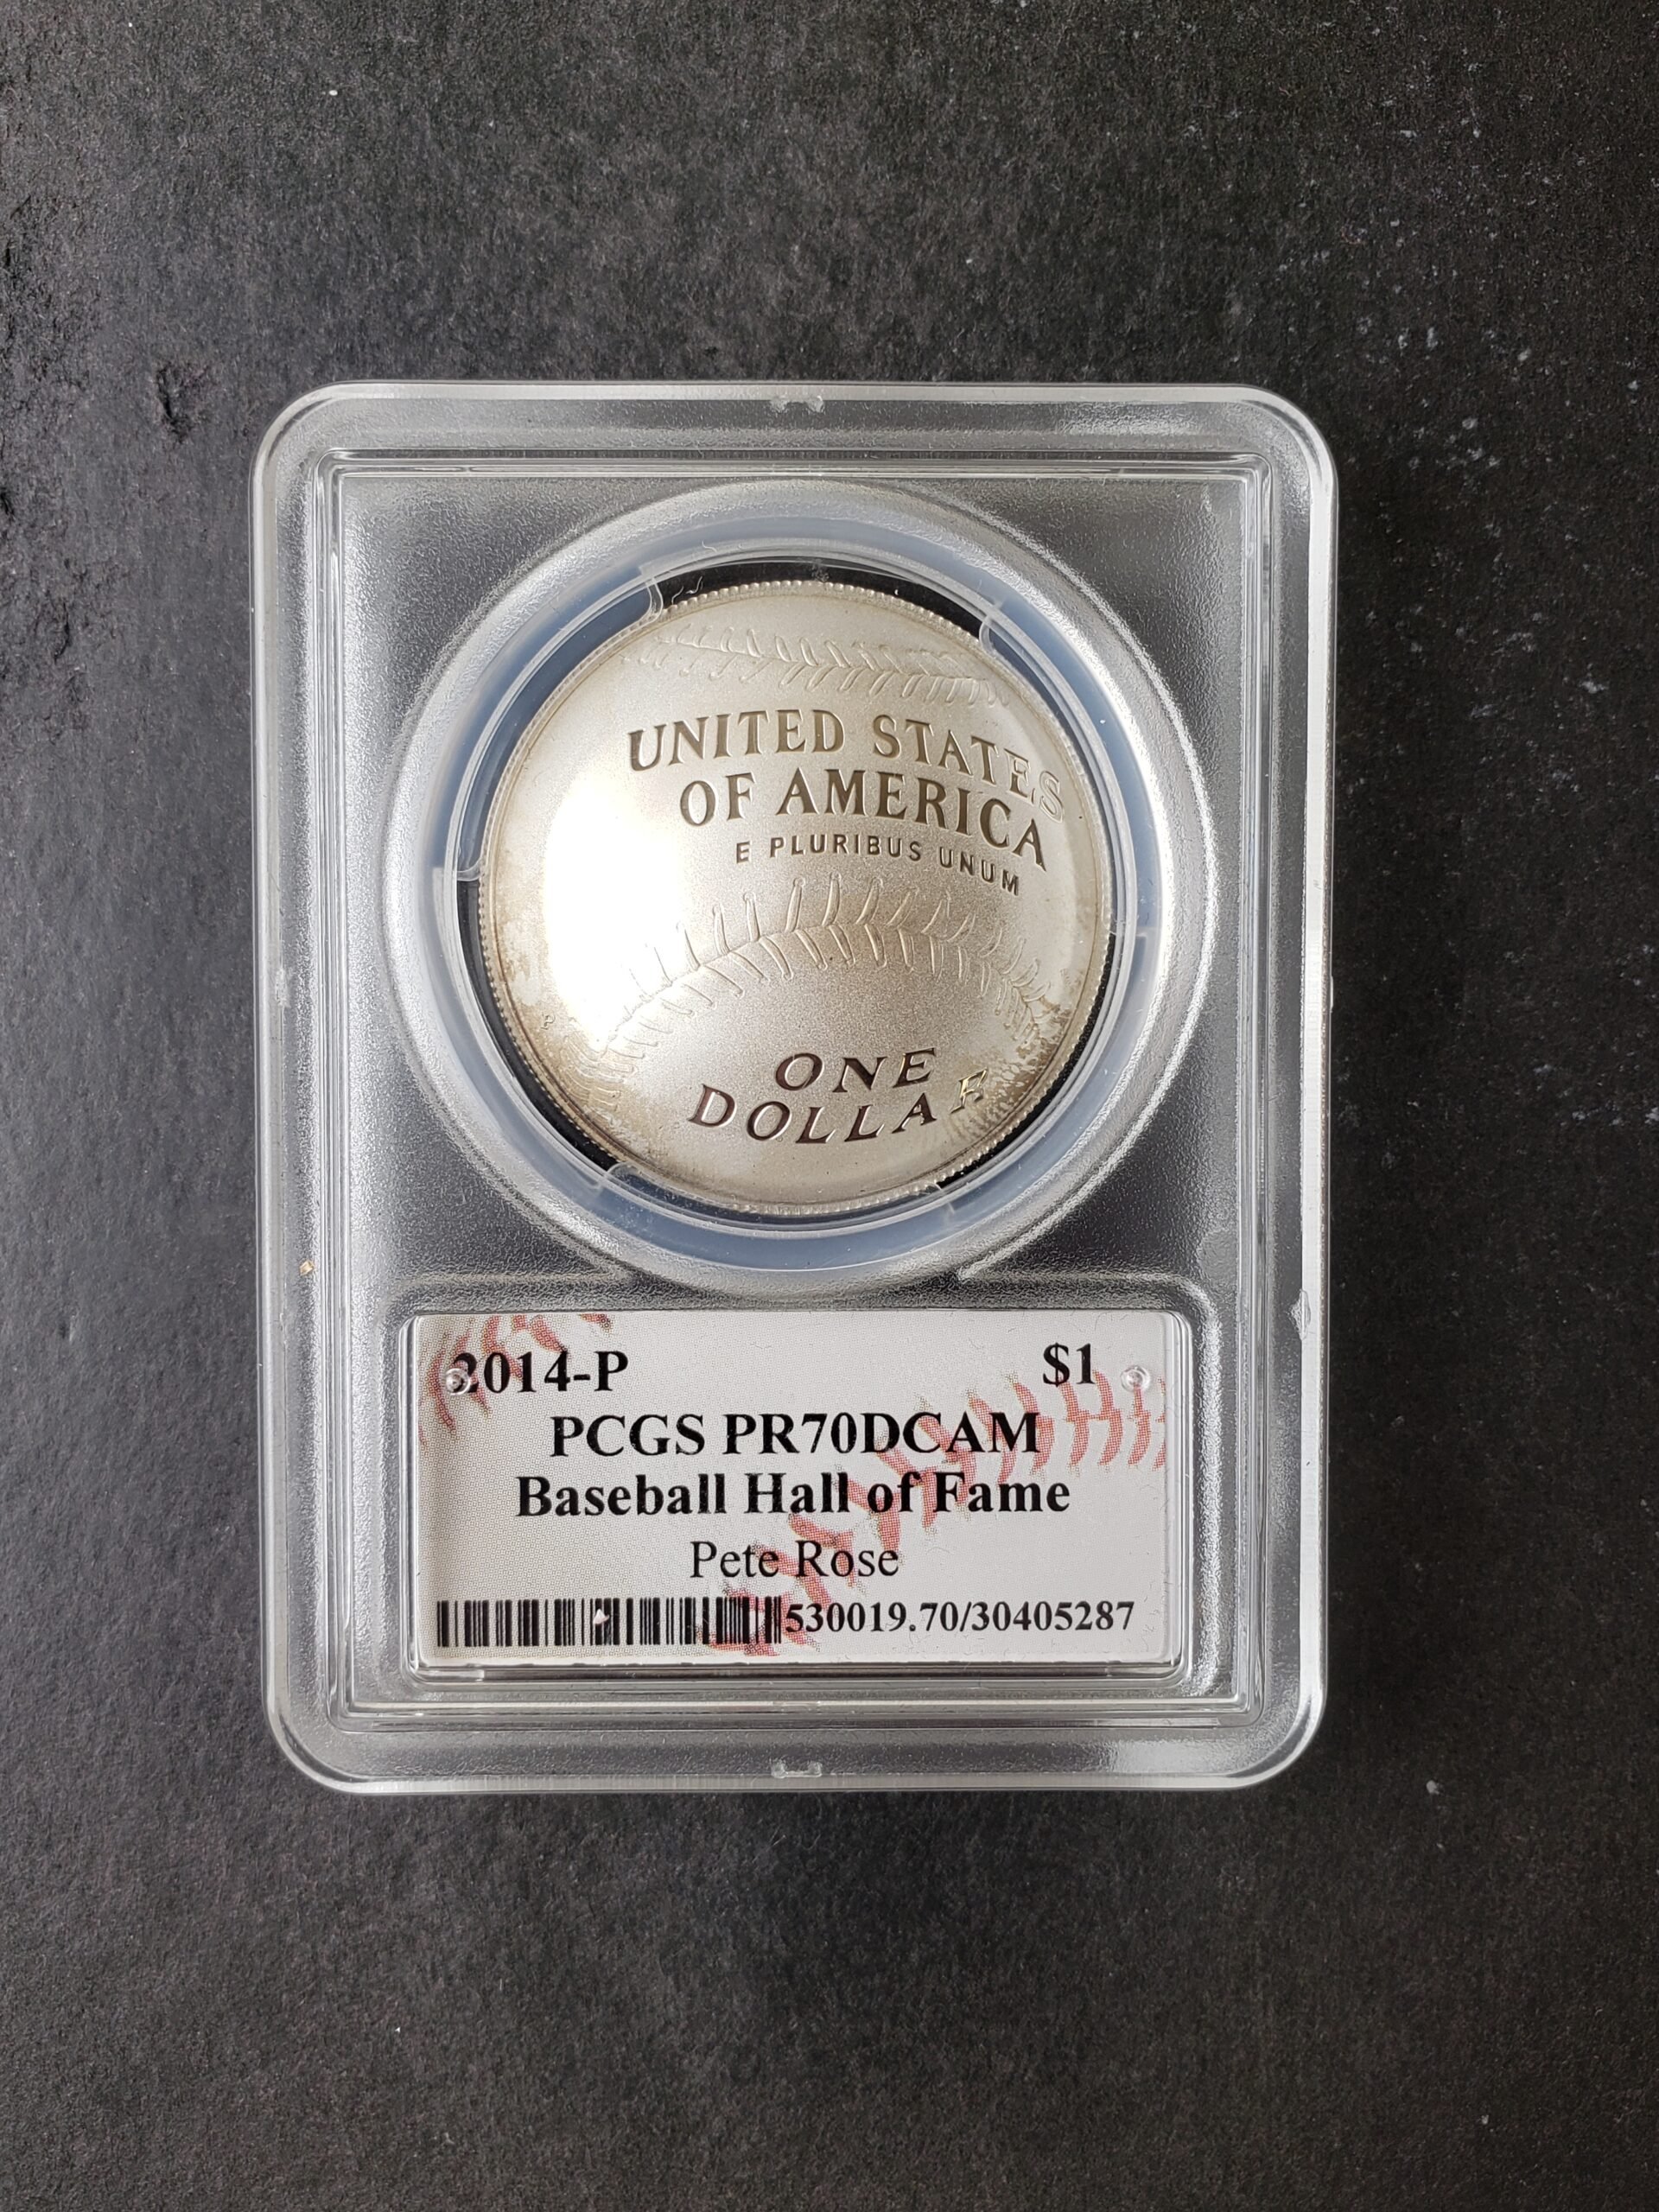 UNITED STATES
OF AMERICA
E PLURIBUS UNUM
P
ONE
DOLLAR
2014-P $1
PCGS PR70DCAM
Baseball Hall of Fame
Pete Rose
530019.70/30405287